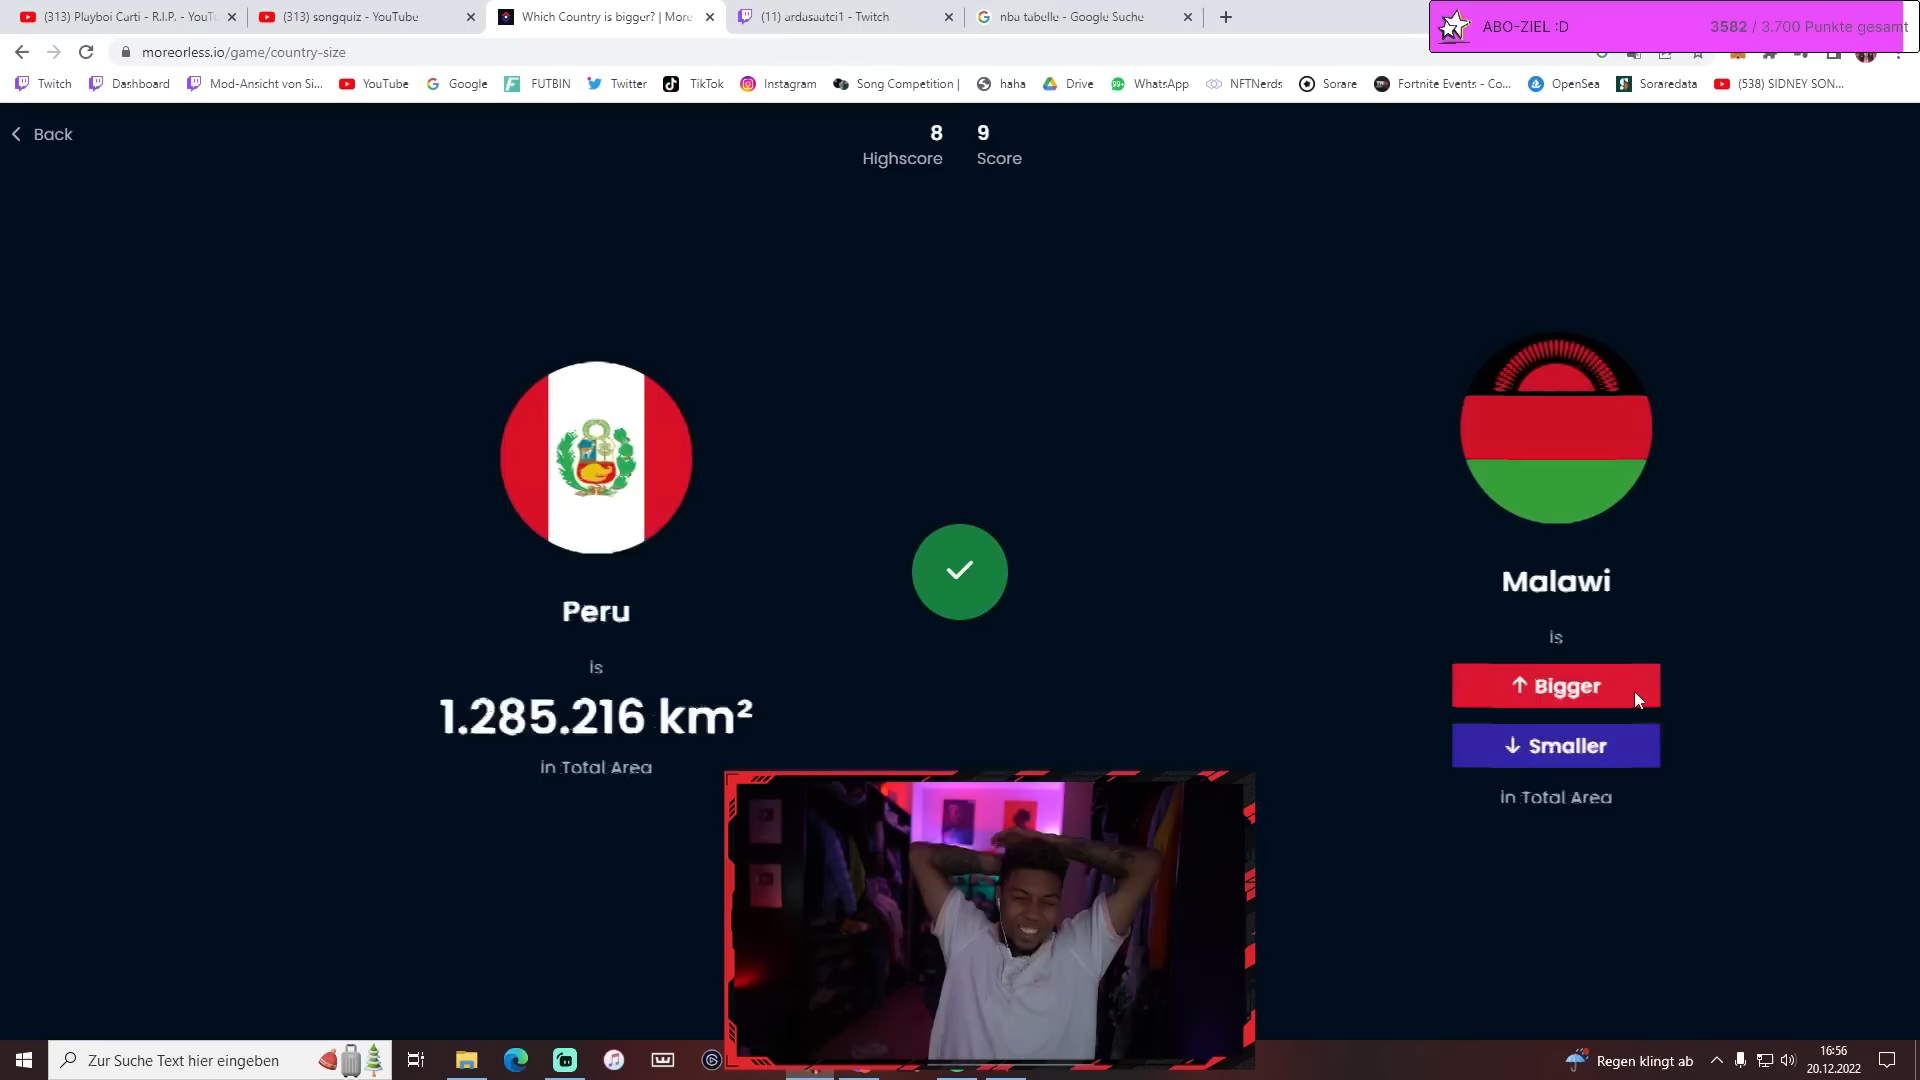 (313) Playboi Carti - R.I.P. - YouTu
(313) songquiz - YouTube
Which Country is bigger? | More
(11) ardasaatci1 - Twitch
nba tabelle - Google Suche
ABO-ZIEL :D
3582 / 3.700 Punkte gesamt
moreorless.io/game/country-size
Twitch
Dashboard
Mod-Ansicht von Si...
YouTube
Google
FUTBIN
Twitter
TikTok
Instagram
Song Competition |
haha
Drive
WhatsApp
NFTNerds
Sorare
Fortnite Events - Co...
OpenSea
Soraredata
(538) SIDNEY SON...
Back
8
Highscore
9
Score
Peru
is
1.285.216 km²
in Total Area
Malawi
is
↑ Bigger
↓ Smaller
in Total Area
Zur Suche Text hier eingeben
Regen klingt ab
16:56
20.12.2022